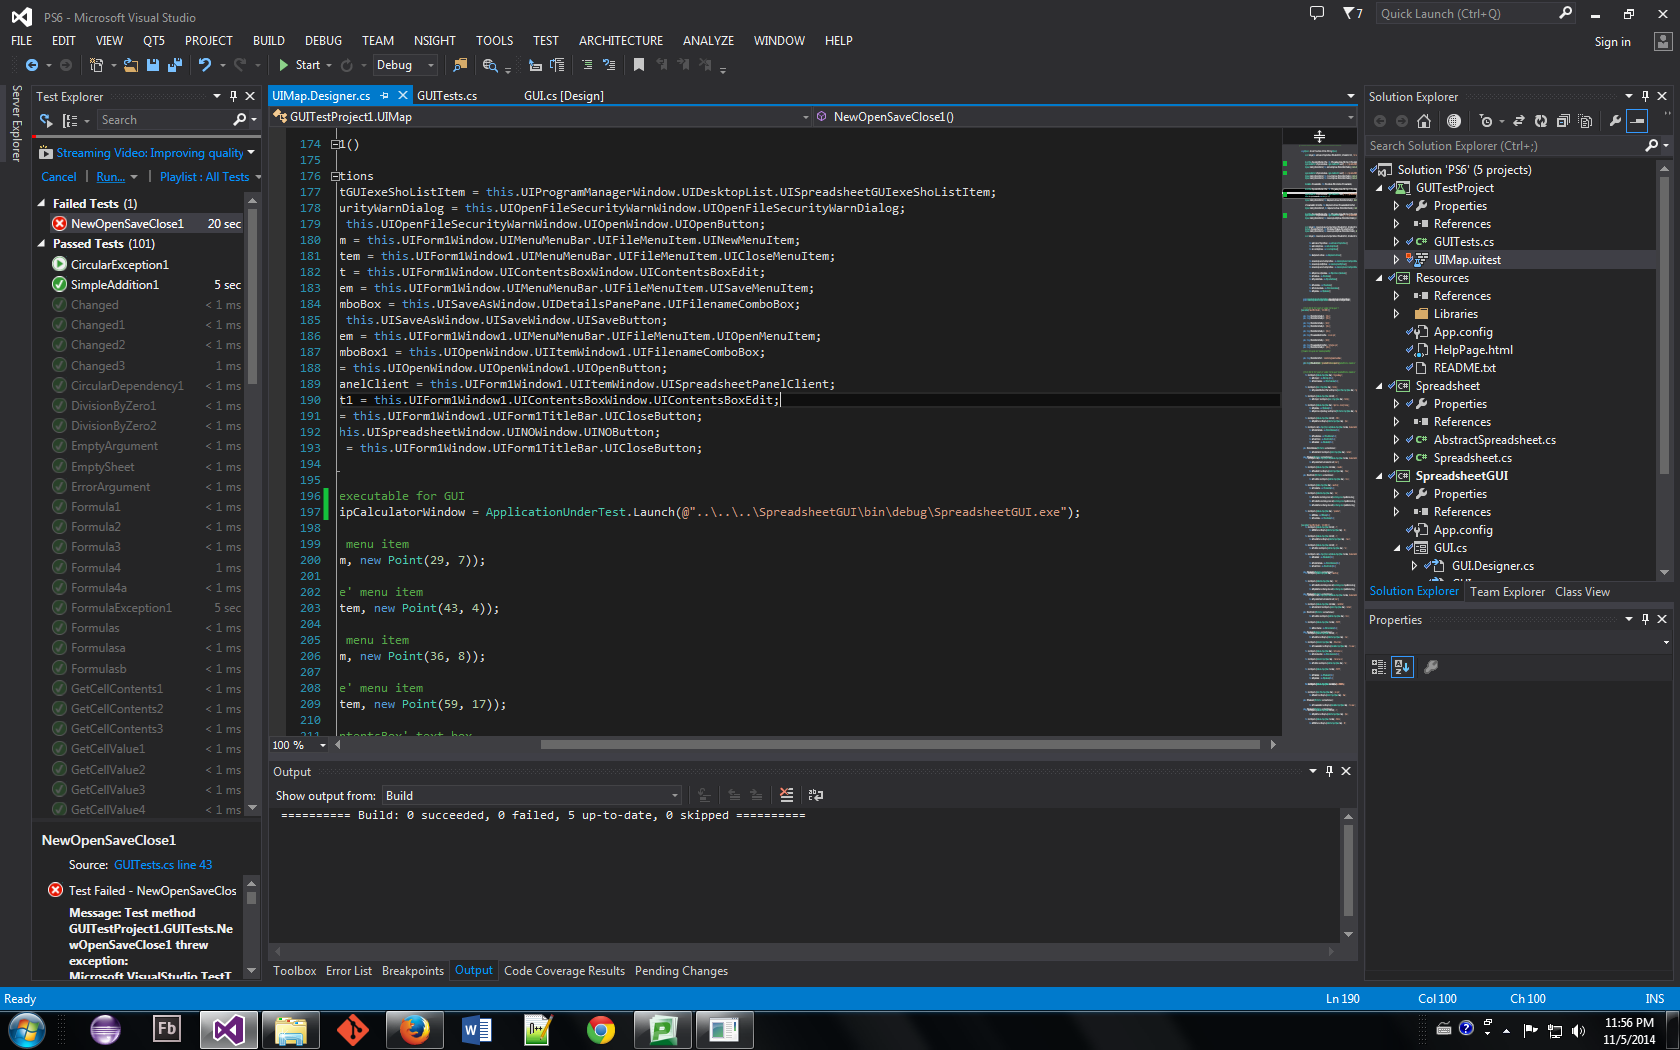 PS6 - Microsoft Visual Studio
7
Quick Launch (Ctrl+Q)
FILE EDIT VIEW QT5 PROJECT BUILD DEBUG TEAM NSIGHT TOOLS TEST ARCHITECTURE ANALYZE WINDOW HELP
Sign in
Start
Debug
Server Explorer
Test Explorer
Search
Streaming Video: Improving quality
Cancel Run... Playlist : All Tests
Failed Tests (1)
NewOpenSaveClose1 20 sec
Passed Tests (101)
CircularException1
SimpleAddition1 5 sec
Changed < 1 ms
Changed1 < 1 ms
Changed2 < 1 ms
Changed3 1 ms
CircularDependency1 < 1 ms
DivisionByZero1 < 1 ms
DivisionByZero2 < 1 ms
EmptyArgument < 1 ms
EmptySheet < 1 ms
ErrorArgument < 1 ms
Formula1 < 1 ms
Formula2 < 1 ms
Formula3 < 1 ms
Formula4 1 ms
Formula4a < 1 ms
FormulaException1 5 sec
Formulas < 1 ms
Formulasa < 1 ms
Formulasb < 1 ms
GetCellContents1 < 1 ms
GetCellContents2 < 1 ms
GetCellContents3 < 1 ms
GetCellValue1 < 1 ms
GetCellValue2 < 1 ms
GetCellValue3 < 1 ms
GetCellValue4 < 1 ms
NewOpenSaveClose1
Source: GUITests.cs line 43
Test Failed - NewOpenSaveClos
Message: Test method
GUITestProject1.GUITests.Ne
wOpenSaveClose1 threw
exception:
Microsoft.VisualStudio.TestT
UIMap.Designer.cs GUITests.cs GUI.cs [Design]
GUITestProject1.UIMap NewOpenSaveClose1()
174 1()
175
176 tions
177 tGUIexeShoListItem = this.UIProgramManagerWindow.UIDesktopList.UISpreadsheetGUIexeShoListItem;
178 urityWarnDialog = this.UIOpenFileSecurityWarnWindow.UIOpenFileSecurityWarnDialog;
179 this.UIOpenFileSecurityWarnWindow.UIOpenWindow.UIOpenButton;
180 m = this.UIForm1Window.UIMenuMenuBar.UIFileMenuItem.UINewMenuItem;
181 tem = this.UIForm1Window.UIMenuMenuBar.UIFileMenuItem.UICloseMenuItem;
182 t = this.UIForm1Window.UIContentsBoxWindow.UIContentsBoxEdit;
183 em = this.UIForm1Window.UIMenuMenuBar.UIFileMenuItem.UISaveMenuItem;
184 mboBox = this.UISaveAsWindow.UIDetailsPanePane.UIFilenameComboBox;
185 this.UISaveAsWindow.UISaveWindow.UISaveButton;
186 em = this.UIForm1Window1.UIMenuMenuBar.UIFileMenuItem.UIOpenMenuItem;
187 mboBox1 = this.UIOpenWindow.UIItemWindow1.UIFilenameComboBox;
188 = this.UIOpenWindow.UIOpenWindow1.UIOpenButton;
189 anelClient = this.UIForm1Window1.UIItemWindow.UISpreadsheetPanelClient;
190 t1 = this.UIForm1Window1.UIContentsBoxWindow.UIContentsBoxEdit;
191 = this.UIForm1Window1.UIForm1TitleBar.UICloseButton;
192 his.UISpreadsheetWindow.UINOWindow.UINOButton;
193 = this.UIForm1Window.UIForm1TitleBar.UICloseButton;
194
195
196 executable for GUI
197 ipCalculatorWindow = ApplicationUnderTest.Launch(@"..\..\..\SpreadsheetGUI\bin\debug\SpreadsheetGUI.exe");
198
199 menu item
200 m, new Point(29, 7));
201
202 e' menu item
203 tem, new Point(43, 4));
204
205 menu item
206 m, new Point(36, 8));
207
208 e' menu item
209 tem, new Point(59, 17));
210
211 ntentsBox' text box
100 %
Output
Show output from: Build
========== Build: 0 succeeded, 0 failed, 5 up-to-date, 0 skipped ==========
Toolbox Error List Breakpoints Output Code Coverage Results Pending Changes
Solution Explorer
Search Solution Explorer (Ctrl+;)
Solution 'PS6' (5 projects)
GUITestProject
Properties
References
GUITests.cs
UIMap.uitest
Resources
References
Libraries
App.config
HelpPage.html
README.txt
Spreadsheet
Properties
References
AbstractSpreadsheet.cs
Spreadsheet.cs
SpreadsheetGUI
Properties
References
App.config
GUI.cs
GUI.Designer.cs
Solution Explorer Team Explorer Class View
Properties
Ready Ln 190 Col 100 Ch 100 INS
Fb
11:56 PM
11/5/2014